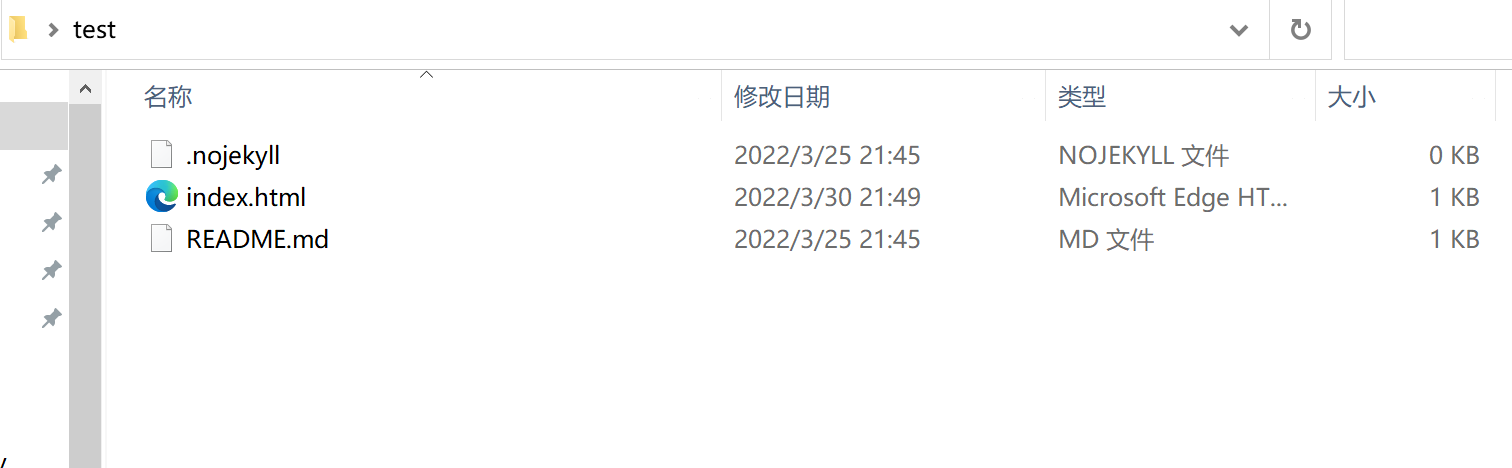 test
名称 修改日期 类型 大小
.nojekyll 2022/3/25 21:45 NOJEKYLL 文件 0 KB
index.html 2022/3/30 21:49 Microsoft Edge HT... 1 KB
README.md 2022/3/25 21:45 MD 文件 1 KB